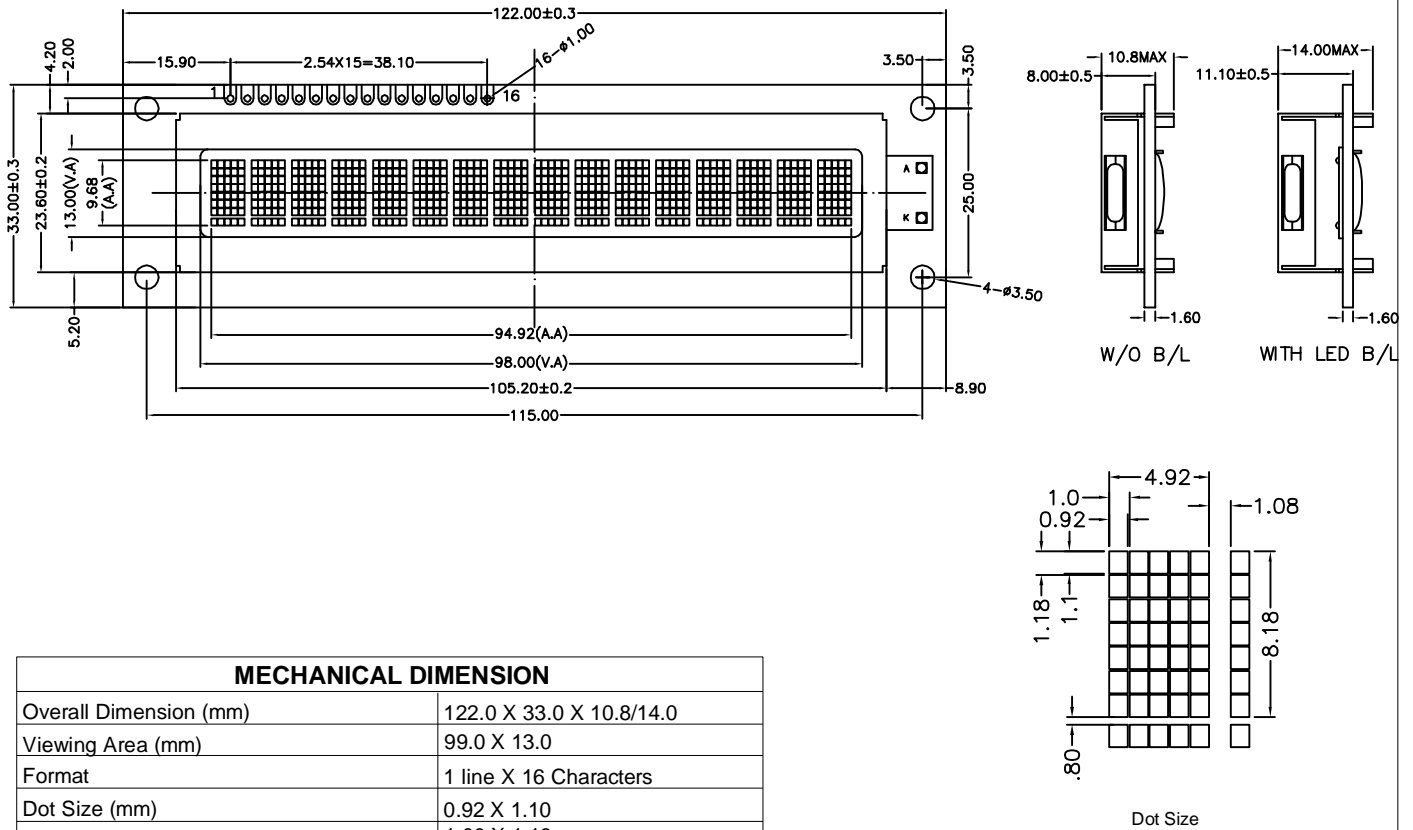 122.00±0.3
4.20
2.00
15.90
2.54X15=38.10
16-ø1.00
3.50
3.50
1
16
33.00±0.3
23.60±0.2
13.00(V.A)
9.68
(A.A)
A
K
25.00
5.20
4-ø3.50
94.92(A.A)
98.00(V.A)
105.20±0.2
8.90
115.00
10.8MAX
8.00±0.5
1.60
W/O B/L
14.00MAX
11.10±0.5
1.60
WITH LED B/L
4.92
1.0
0.92
1.08
1.18
1.1
8.18
.80
Dot Size
MECHANICAL DIMENSION
Overall Dimension (mm) 122.0 X 33.0 X 10.8/14.0
Viewing Area (mm) 99.0 X 13.0
Format 1 line X 16 Characters
Dot Size (mm) 0.92 X 1.10